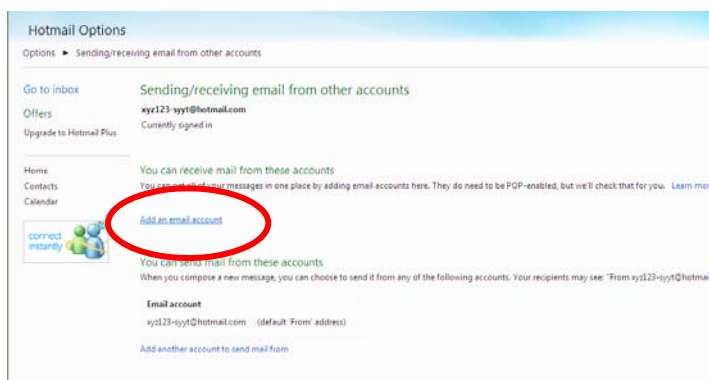 Hotmail Options
Options ► Sending/receiving email from other accounts
Go to inbox
Offers
Upgrade to Hotmail Plus
Home
Contacts
Calendar
connect
instantly
Sending/receiving email from other accounts
xyz123-syyt@hotmail.com
Currently signed in
You can receive mail from these accounts
You can get all of your messages in one place by adding email accounts here. They do need to be POP-enabled, but we'll check that for you. Learn mor
Add an email account
You can send mail from these accounts
When you compose a new message, you can choose to send it from any of the following accounts. Your recipients may see: "From xyz123-syyt@hotmai
Email account
xyz123-syyt@hotmail.com (default 'From' address)
Add another account to send mail from